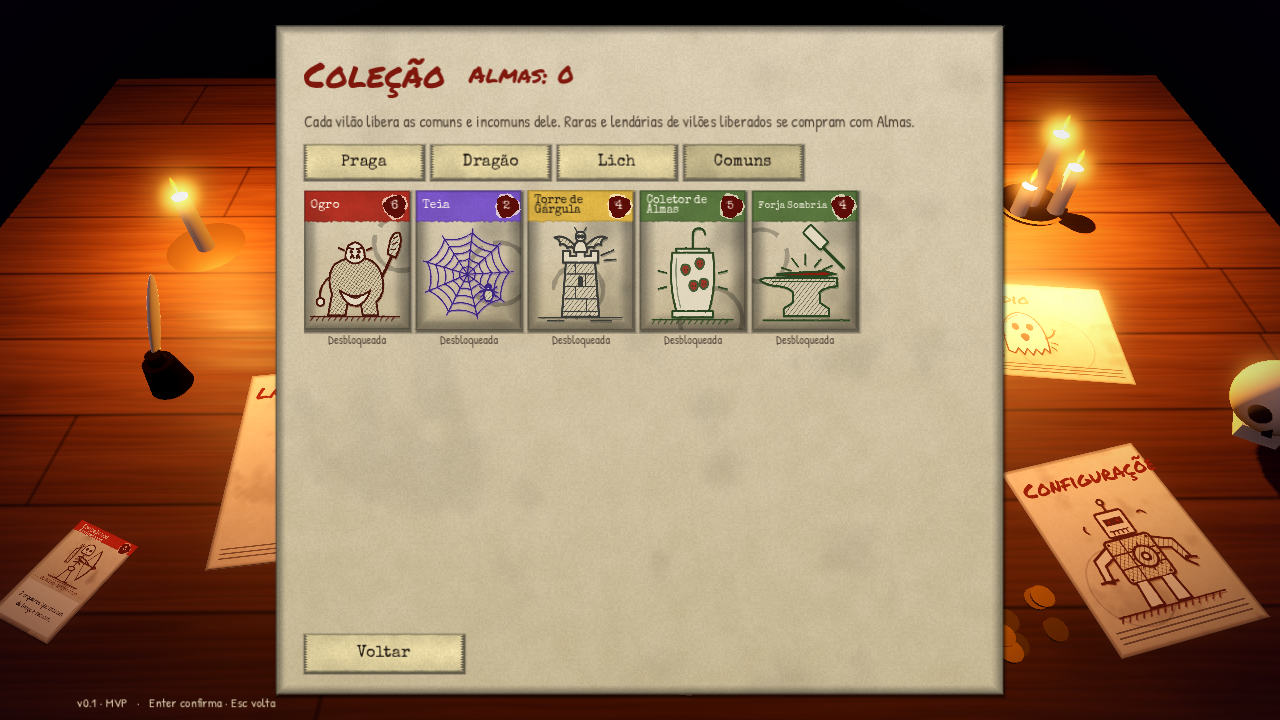 Coleção Almas: 0
Cada vilão libera as comuns e incomuns dele. Raras e lendárias de vilões liberados se compram com Almas.
Praga Dragão Lich Comuns
Ogro 6
Teia 2
Torre de
Gárgula 4
Coletor de
Almas 5
Forja Sombria 4
Desbloqueada Desbloqueada Desbloqueada Desbloqueada Desbloqueada
Configuraçõe
Voltar
v0.1 · MVP · Enter confirma · Esc volta